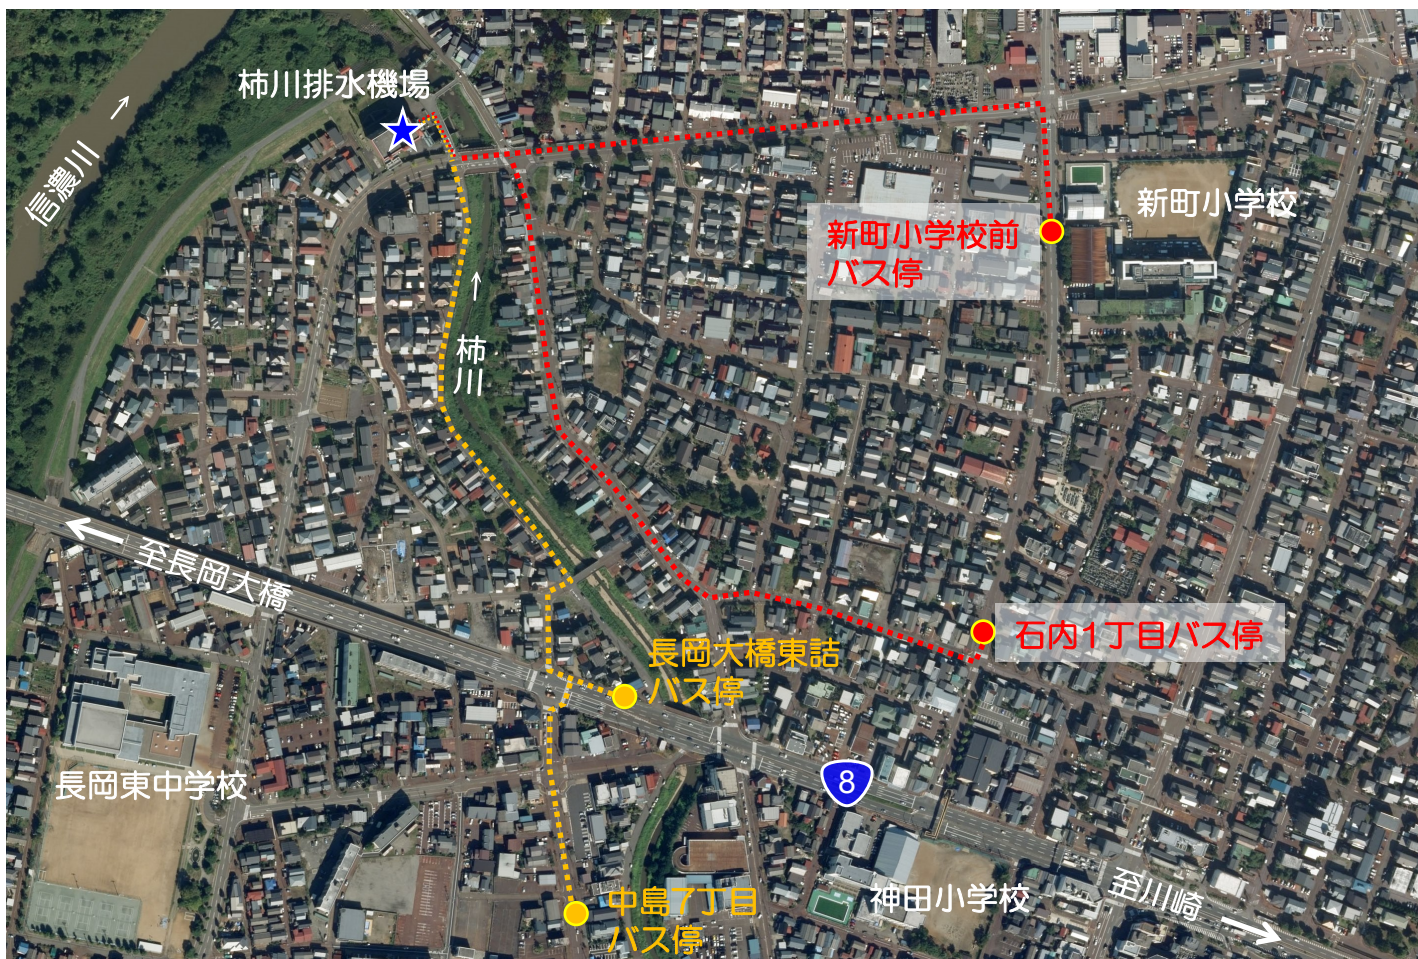 柿川排水機場
信濃川
新町小学校
新町小学校前
バス停
柿川
至長岡大橋
石内1丁目バス停
長岡大橋東詰
バス停
長岡東中学校
8
中島7丁目
バス停
神田小学校
至川崎